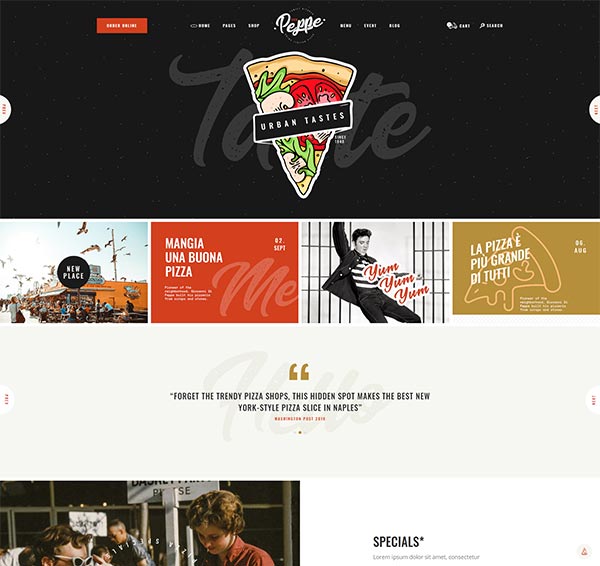 ORDER ONLINE
HOME
PAGES
SHOP
Peppe
MENU
EVENT
BLOG
CART
SEARCH
Taste
URBAN TASTES
SINCE
PREV
NEXT
NEW
PLACE
MANGIA
UNA BUONA
PIZZA
02.
SEPT
Pioneer of the
neighborhood, Giovanni Di
Peppe built his pizzeria
from scraps and stones.
Me
Yum
Yum
Yum
LA PIZZA È
PIÙ GRANDE
DI TUTTI
06.
AUG
Pioneer of the
neighborhood, Giovanni Di
Peppe built his pizzeria
from scraps and stones.
Hello
“FORGET THE TRENDY PIZZA SHOPS, THIS HIDDEN SPOT MAKES THE BEST NEW
YORK-STYLE PIZZA SLICE IN NAPLES”
WASHINGTON POST 2018
PREV
NEXT
PIZZA SPECIAL
SPECIALS*
Lorem ipsum dolor sit amet, consectetur